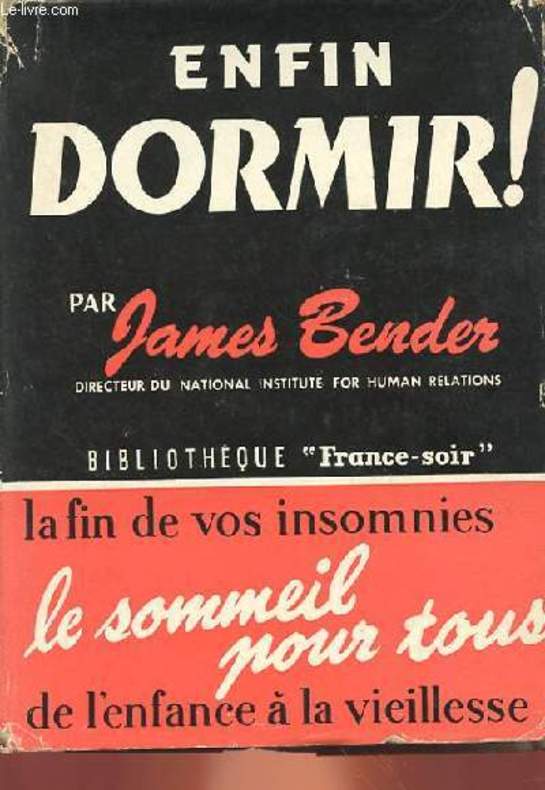 Le-livre.com
ENFIN
DORMIR!
PAR James Bender
DIRECTEUR DU NATIONAL INSTITUTE FOR HUMAN RELATIONS
BIBLIOTHÈQUE "France-soir"
la fin de vos insomnies
le sommeil
pour tous
de l'enfance à la vieillesse